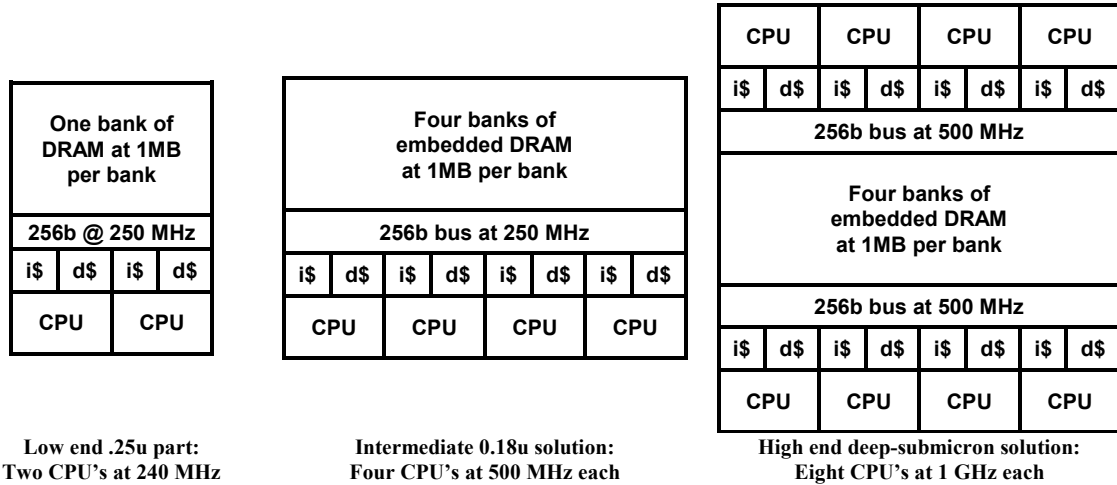 One bank of
DRAM at 1MB
per bank
256b @ 250 MHz
i$ d$ i$ d$
CPU CPU
Low end .25u part:
Two CPU's at 240 MHz
Four banks of
embedded DRAM
at 1MB per bank
256b bus at 250 MHz
i$ d$ i$ d$ i$ d$ i$ d$
CPU CPU CPU CPU
Intermediate 0.18u solution:
Four CPU's at 500 MHz each
CPU CPU CPU CPU
i$ d$ i$ d$ i$ d$ i$ d$
256b bus at 500 MHz
Four banks of
embedded DRAM
at 1MB per bank
256b bus at 500 MHz
i$ d$ i$ d$ i$ d$ i$ d$
CPU CPU CPU CPU
High end deep-submicron solution:
Eight CPU's at 1 GHz each